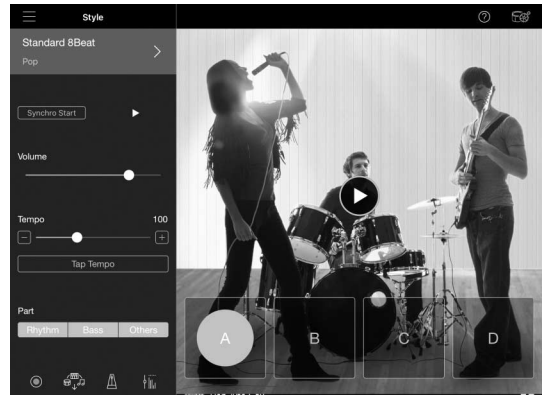 Style
Standard 8Beat
Pop
Synchro Start
Volume
Tempo 100
Tap Tempo
Part
Rhythm Bass Others
A B C D